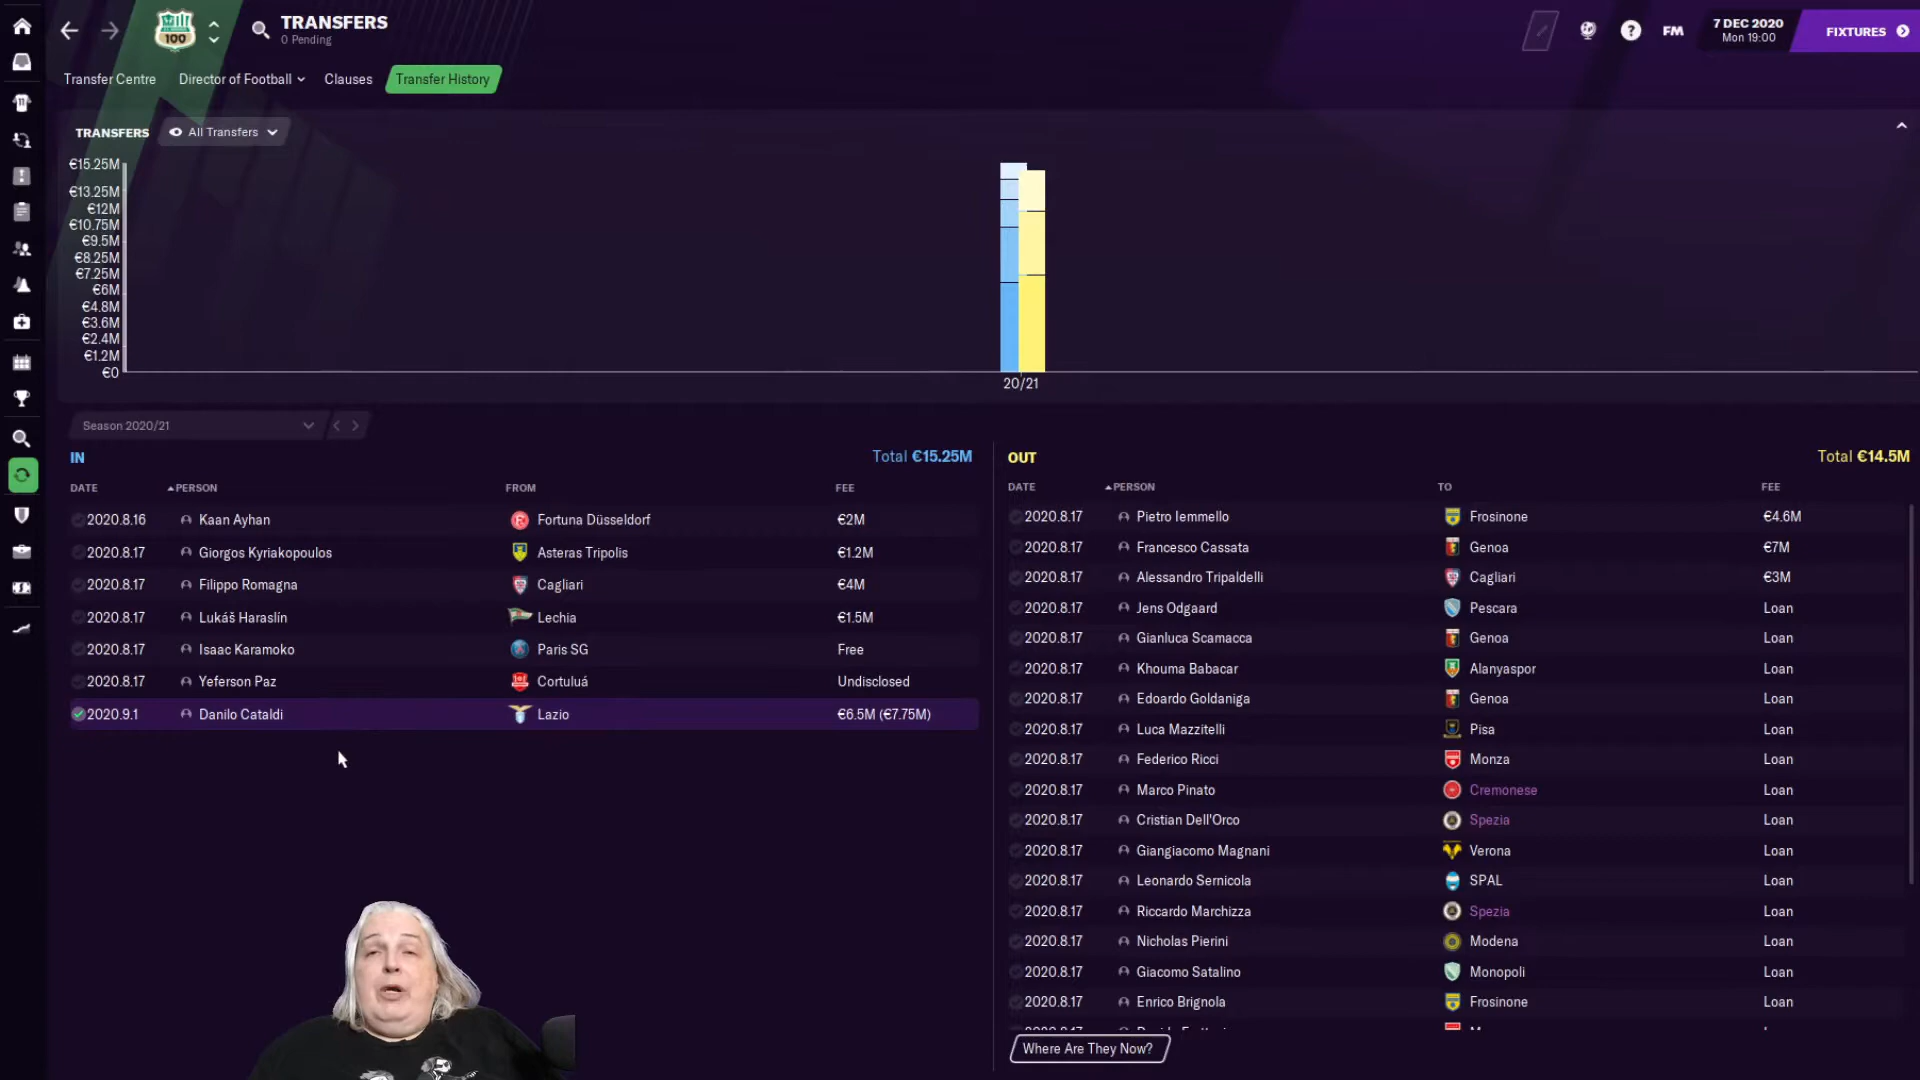 100
TRANSFERS
0 Pending
FM
7 DEC 2020
Mon 19:00
FIXTURES
Transfer Centre Director of Football Clauses Transfer History
TRANSFERS All Transfers
€15.25M
€13.25M
€12M
€10.75M
€9.5M
€8.25M
€7.25M
€6M
€4.8M
€3.6M
€2.4M
€1.2M
€0
20/21
Season 2020/21
IN Total €15.25M
DATE PERSON FROM FEE
2020.8.16 Kaan Ayhan Fortuna Düsseldorf €2M
2020.8.17 Giorgos Kyriakopoulos Asteras Tripolis €1.2M
2020.8.17 Filippo Romagna Cagliari €4M
2020.8.17 Lukáš Haraslín Lechia €1.5M
2020.8.17 Isaac Karamoko Paris SG Free
2020.8.17 Yeferson Paz Cortuluá Undisclosed
2020.9.1 Danilo Cataldi Lazio €6.5M (€7.75M)
OUT Total €14.5M
DATE PERSON TO FEE
2020.8.17 Pietro Iemmello Frosinone €4.6M
2020.8.17 Francesco Cassata Genoa €7M
2020.8.17 Alessandro Tripaldelli Cagliari €3M
2020.8.17 Jens Odgaard Pescara Loan
2020.8.17 Gianluca Scamacca Genoa Loan
2020.8.17 Khouma Babacar Alanyaspor Loan
2020.8.17 Edoardo Goldaniga Genoa Loan
2020.8.17 Luca Mazzitelli Pisa Loan
2020.8.17 Federico Ricci Monza Loan
2020.8.17 Marco Pinato Cremonese Loan
2020.8.17 Cristian Dell'Orco Spezia Loan
2020.8.17 Giangiacomo Magnani Verona Loan
2020.8.17 Leonardo Sernicola SPAL Loan
2020.8.17 Riccardo Marchizza Spezia Loan
2020.8.17 Nicholas Pierini Modena Loan
2020.8.17 Giacomo Satalino Monopoli Loan
2020.8.17 Enrico Brignola Frosinone Loan
Where Are They Now?